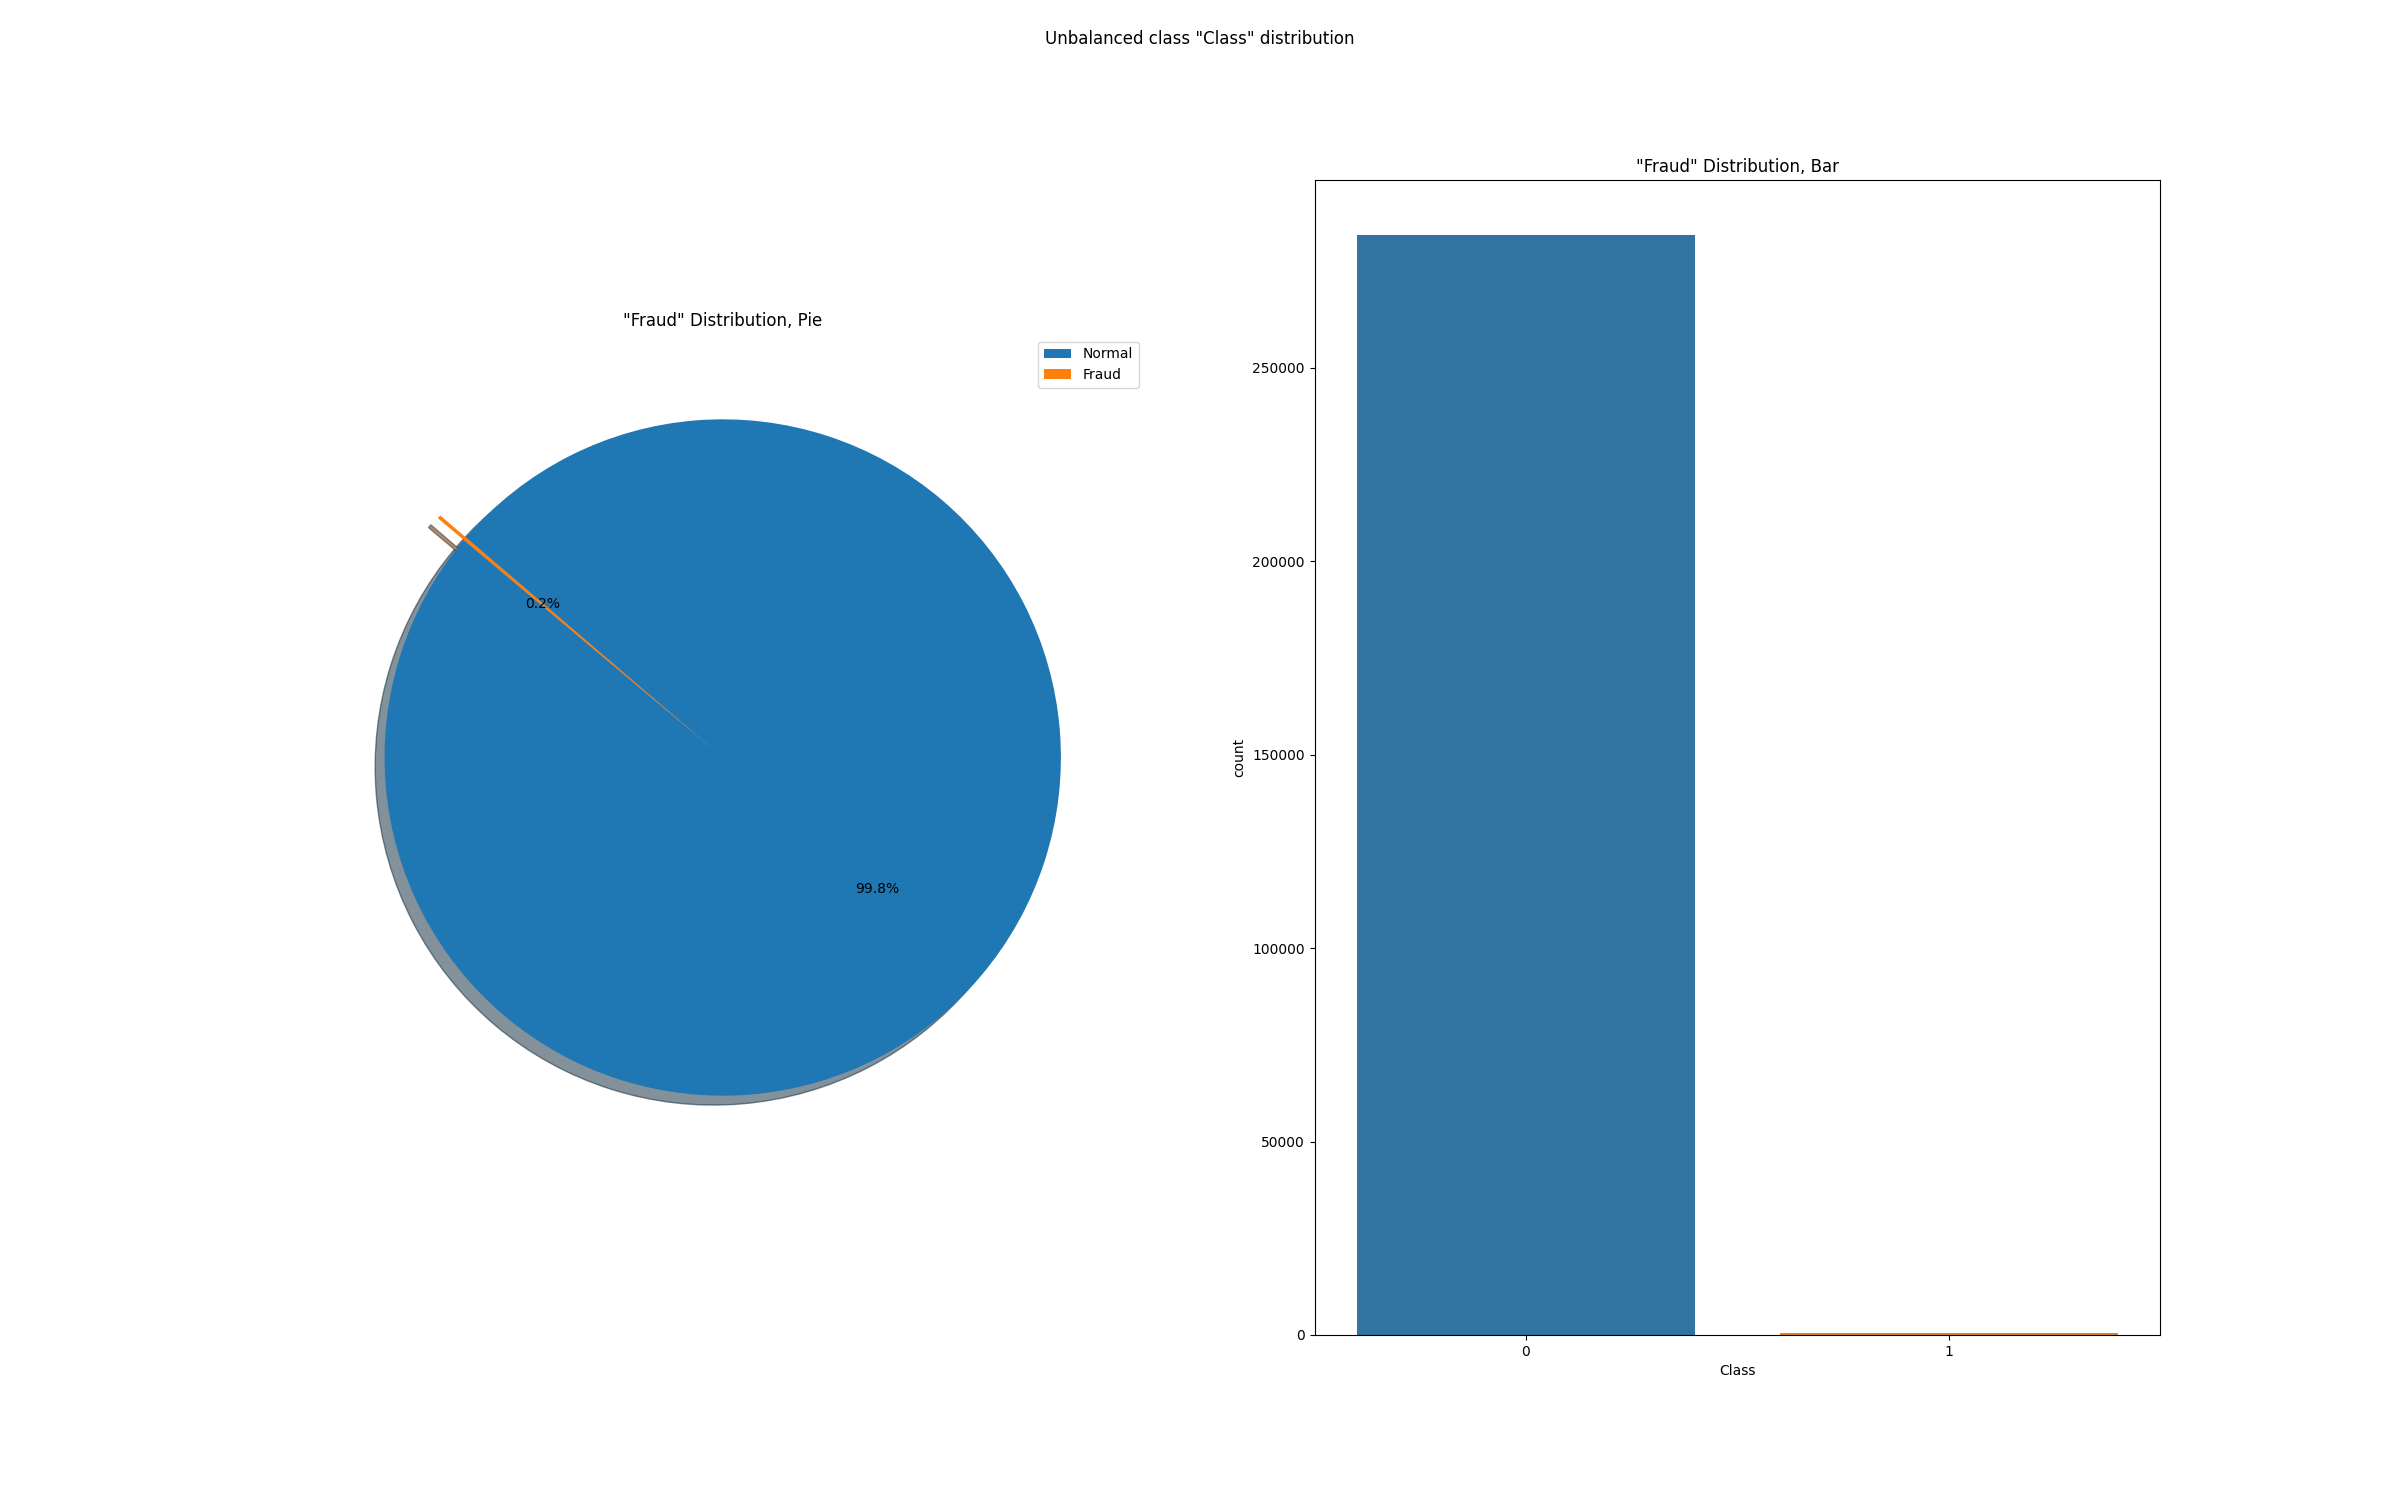 Unbalanced class "Class" distribution
"Fraud" Distribution, Pie
Normal
Fraud
0.2%
99.8%
"Fraud" Distribution, Bar
count
250000
200000
150000
100000
50000
0
0 1
Class